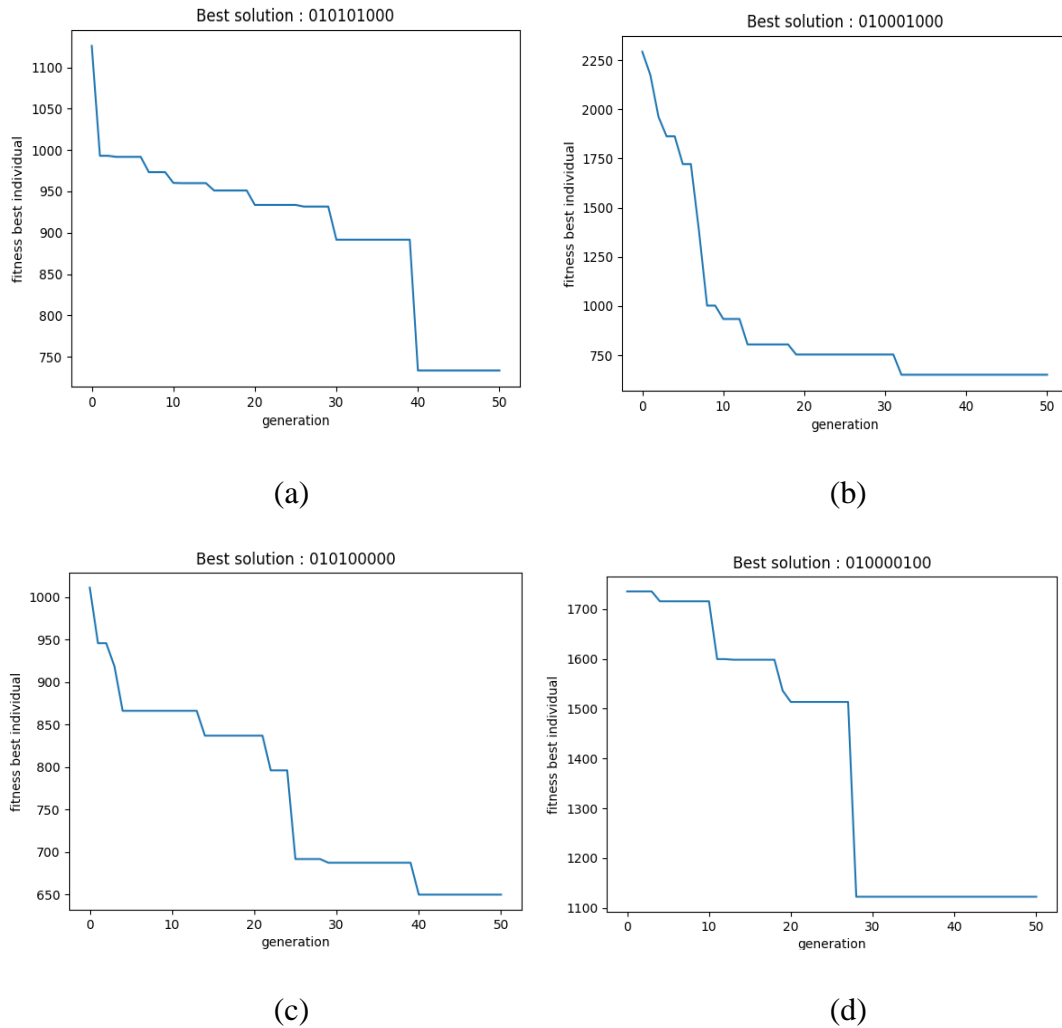 Best solution : 010101000
1100
1050
1000
950
900
850
800
750
fitness best individual
0 10 20 30 40 50
generation
(a)
Best solution : 010001000
2250
2000
1750
1500
1250
1000
750
fitness best individual
0 10 20 30 40 50
generation
(b)
Best solution : 010100000
1000
950
900
850
800
750
700
650
fitness best individual
0 10 20 30 40 50
generation
(c)
Best solution : 010000100
1700
1600
1500
1400
1300
1200
1100
fitness best individual
0 10 20 30 40 50
generation
(d)